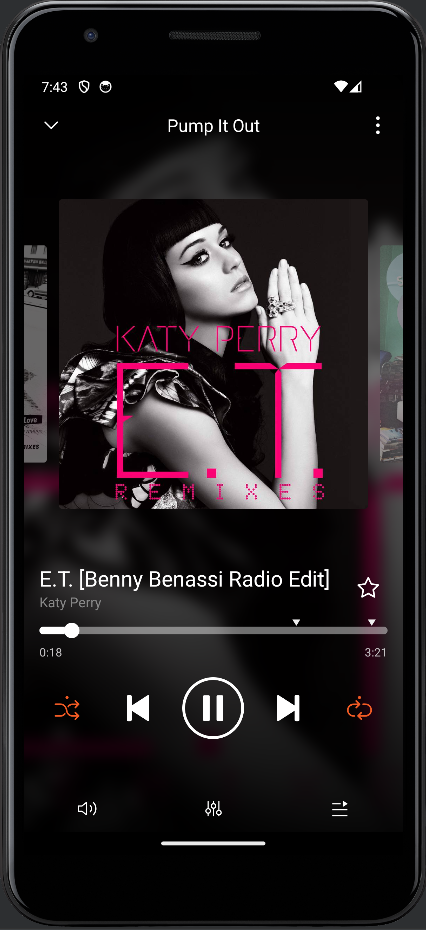 7:43
Pump It Out
KATY PERRY
E.T.
REMIXES
E.T. [Benny Benassi Radio Edit]
Katy Perry
0:18
3:21